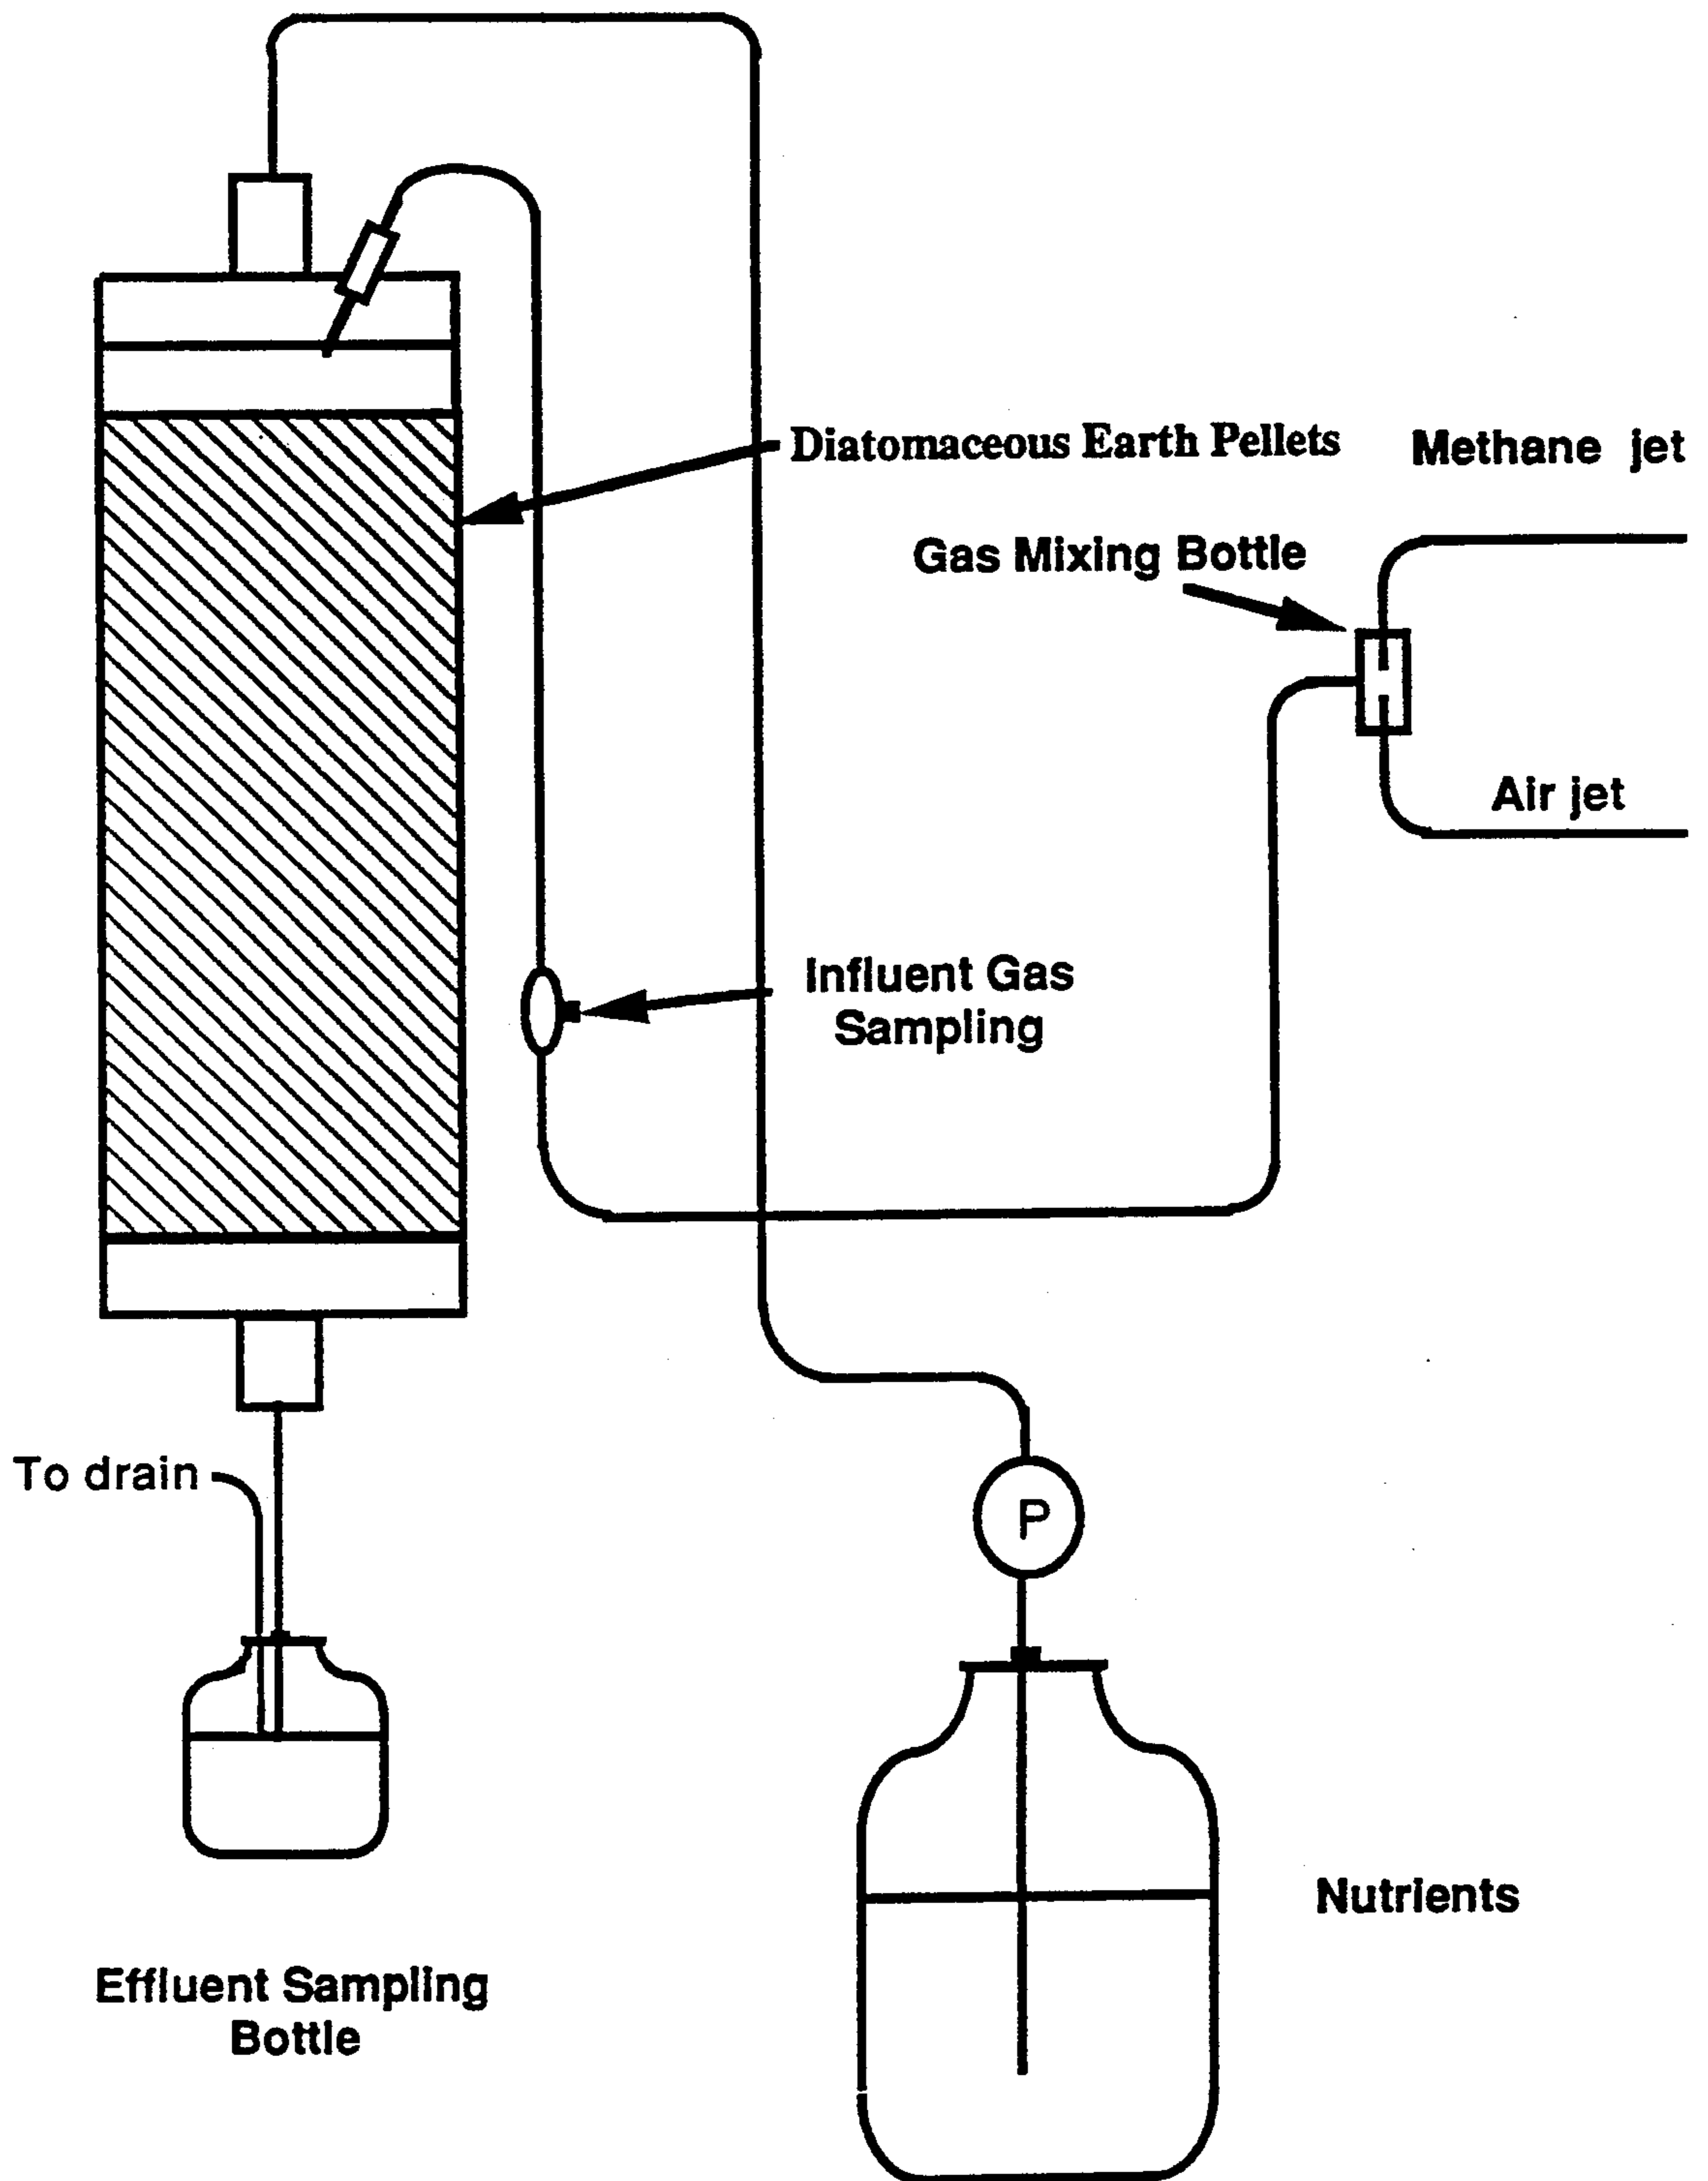 Diatomaceous Earth Pellets
Methane jet
Gas Mixing Bottle
Air jet
Influent Gas
Sampling
To drain
P
Nutrients
Effluent Sampling
Bottle